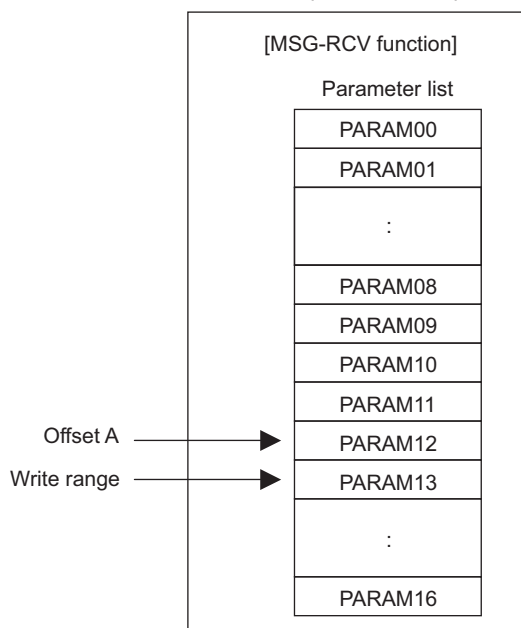 [MSG-RCV function]
Parameter list
PARAM00
PARAM01
:
PARAM08
PARAM09
PARAM10
PARAM11
Offset A
PARAM12
Write range
PARAM13
:
PARAM16